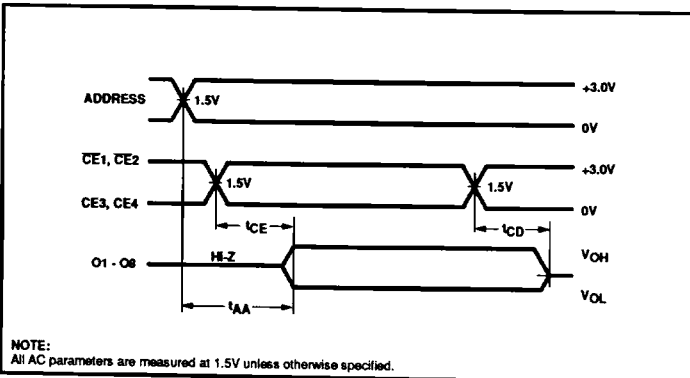 ADDRESS
1.5V
+3.0V
0V
CE1, CE2
1.5V
1.5V
+3.0V
CE3, CE4
0V
tCE
tCD
O1 - O8
HI-Z
VOH
VOL
tAA
NOTE:
All AC parameters are measured at 1.5V unless otherwise specified.